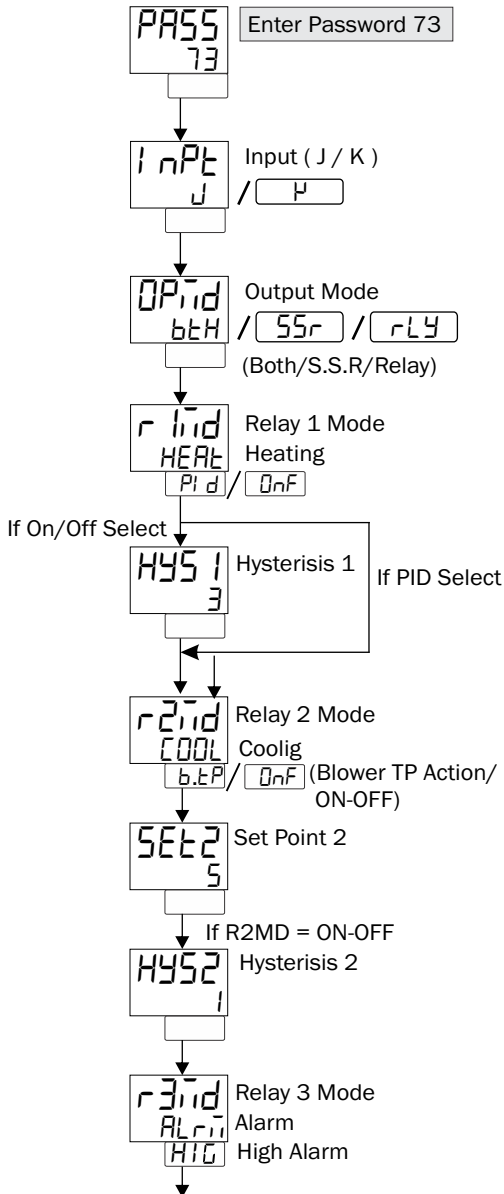 PASS Enter Password 73
73
InPt Input ( J / K )
J / K
OPmd Output Mode
btH / SSr / rLY
(Both/S.S.R/Relay)
r1md Relay 1 Mode
HEAt Heating
PId / OnF
If On/Off Select
HYS1 Hysterisis 1
3
If PID Select
r2md Relay 2 Mode
COOL Coolig
b.tP / OnF (Blower TP Action/
ON-OFF)
SEt2 Set Point 2
5
If R2MD = ON-OFF
HYS2 Hysterisis 2
1
r3md Relay 3 Mode
ALrm Alarm
HIG High Alarm